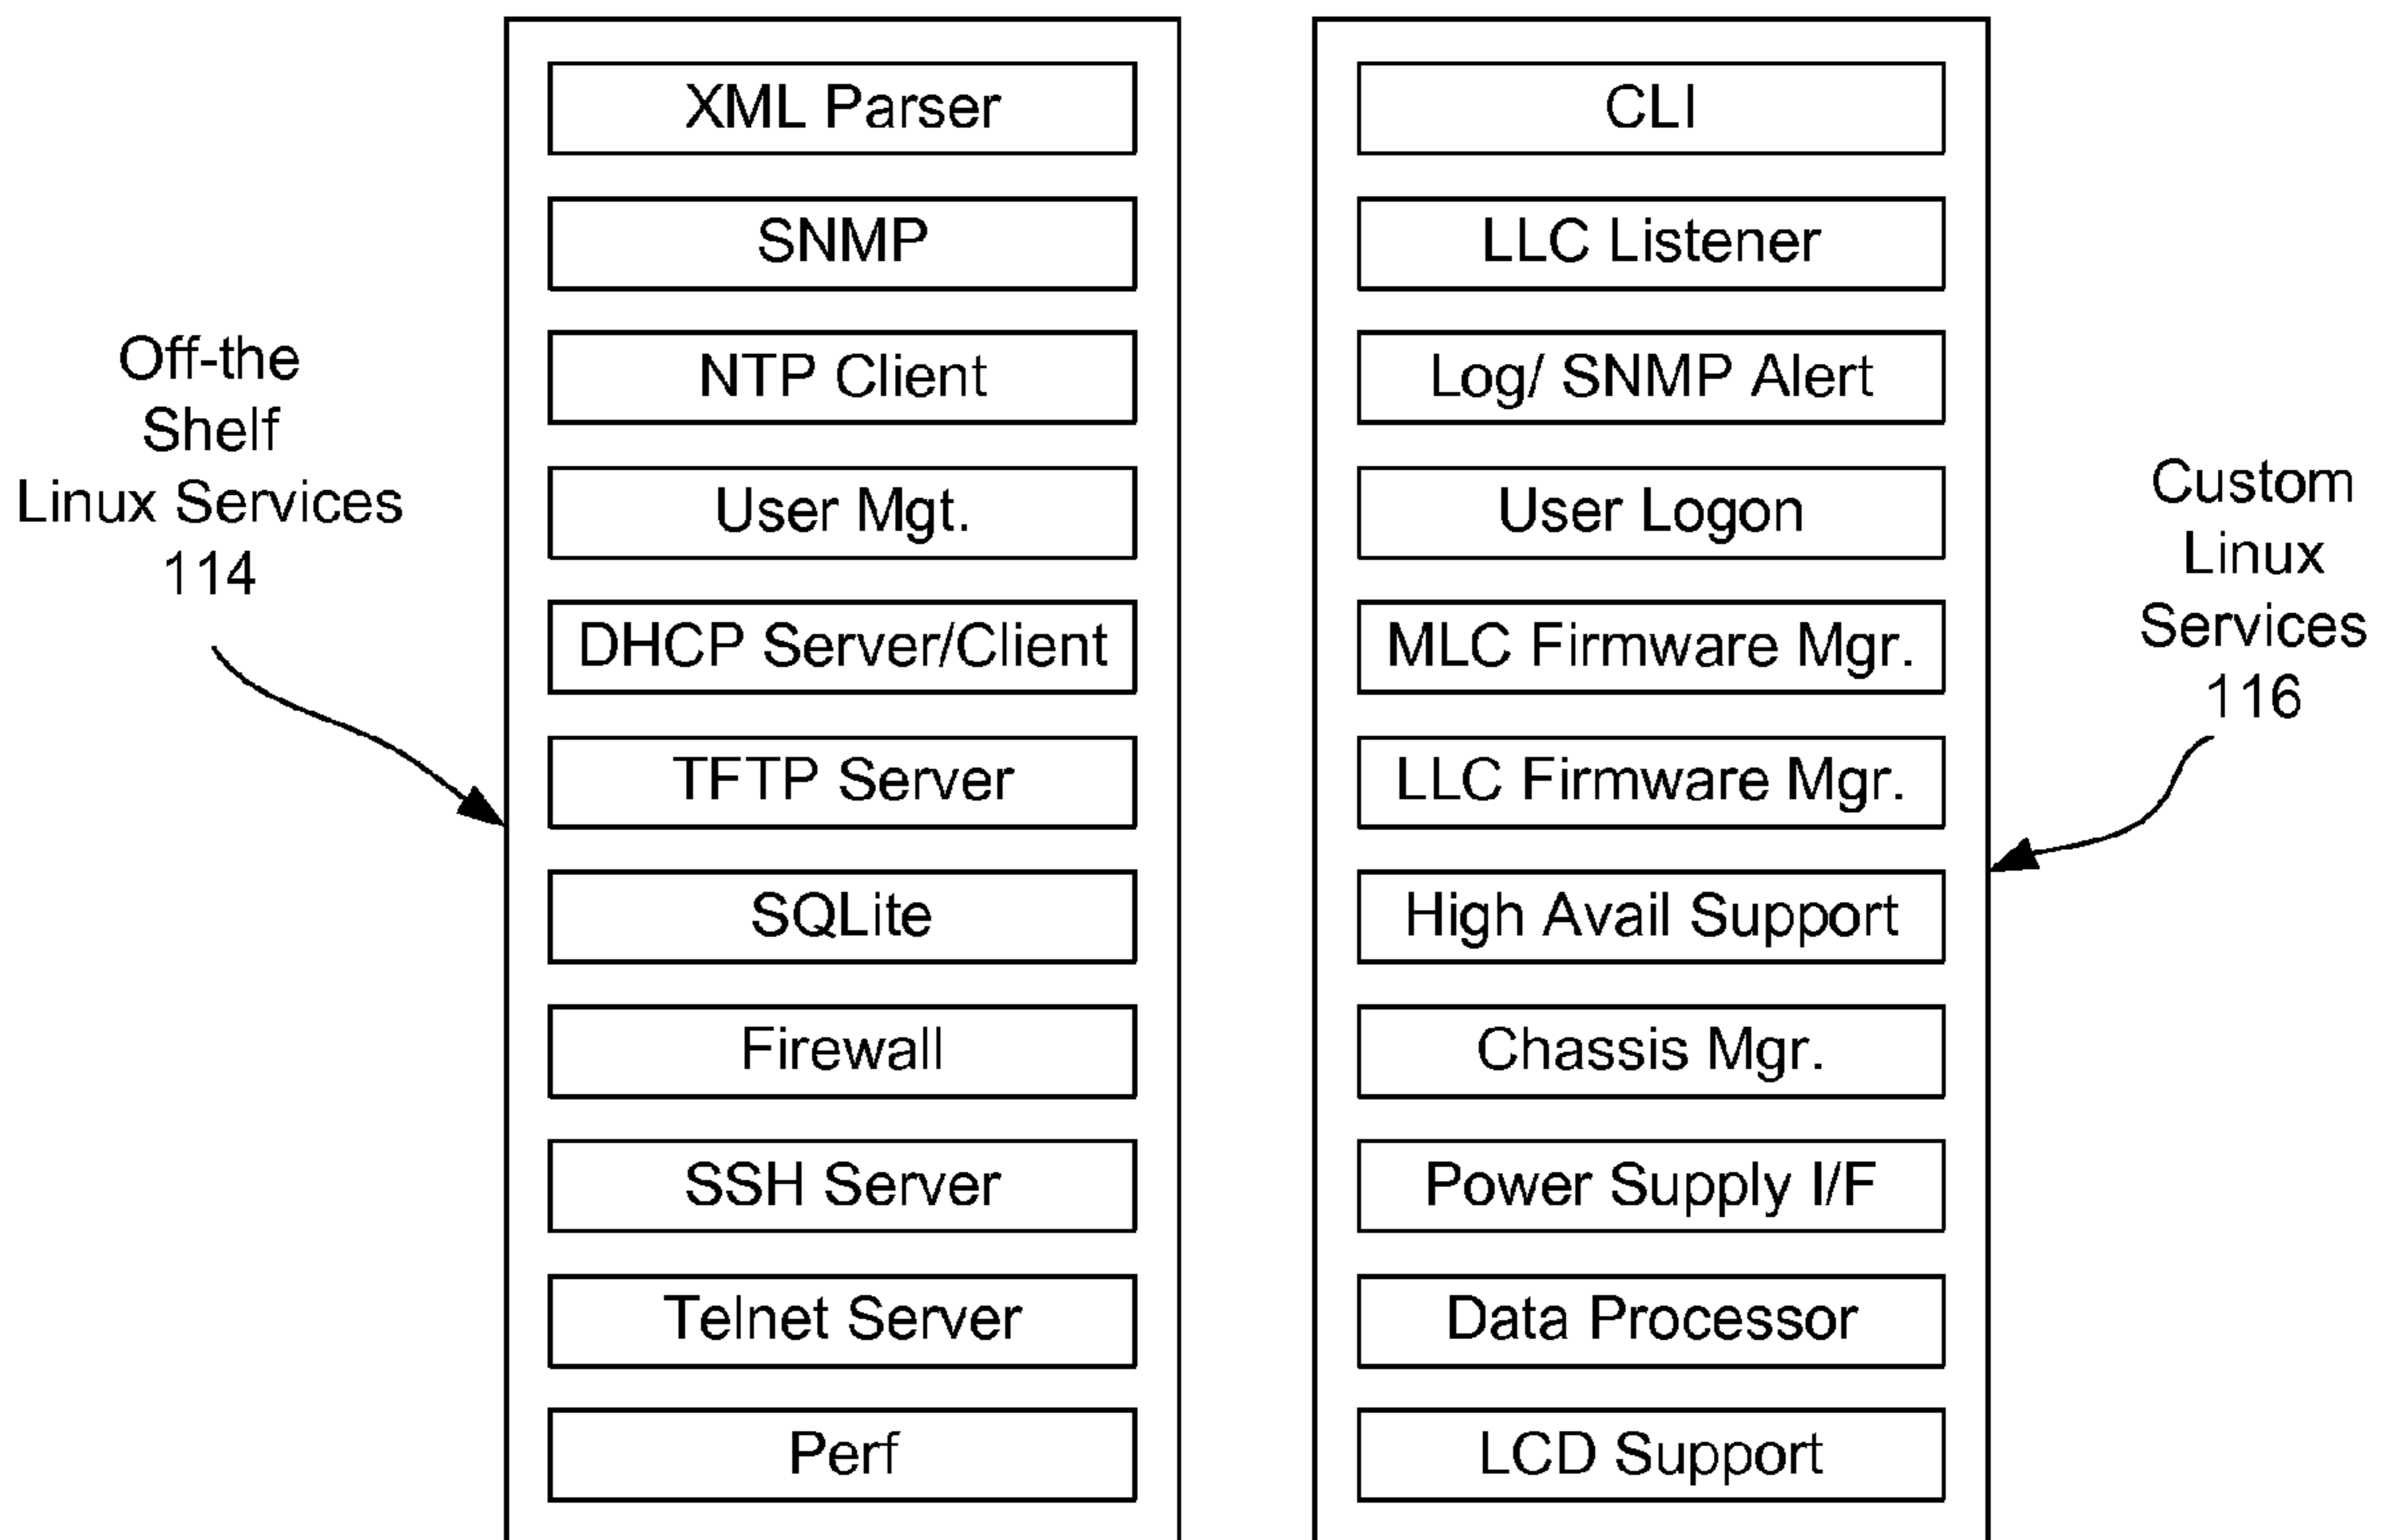 Off-the
Shelf
Linux Services
114
XML Parser
SNMP
NTP Client
User Mgt.
DHCP Server/Client
TFTP Server
SQLite
Firewall
SSH Server
Telnet Server
Perf
CLI
LLC Listener
Log/ SNMP Alert
User Logon
MLC Firmware Mgr.
LLC Firmware Mgr.
High Avail Support
Chassis Mgr.
Power Supply I/F
Data Processor
LCD Support
Custom
Linux
Services
116